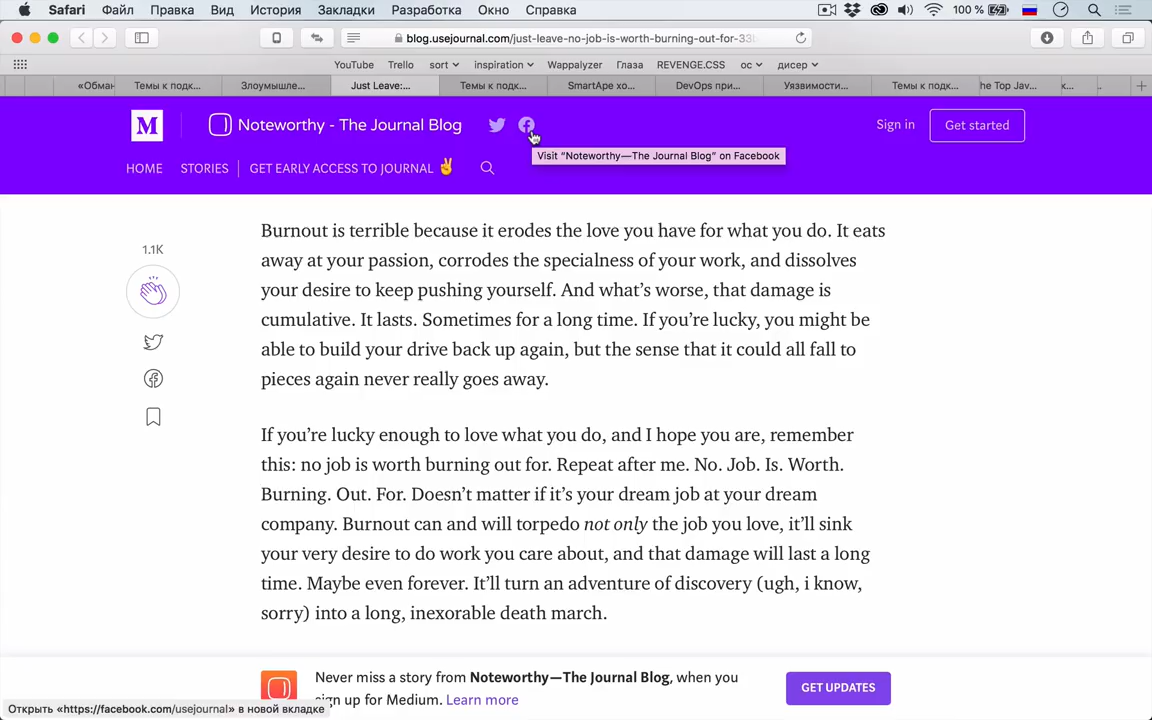 Safari Файл Правка Вид История Закладки Разработка Окно Справка 100 %
blog.usejournal.com/just-leave-no-job-is-worth-burning-out-for-33
YouTube Trello sort inspiration Wappalyzer Глаза REVENGE.CSS ос дисер
«Обман Темы к подк... Злоумышле... Just Leave:... Темы к подк... SmartApe хо... DevOps при... Уязвимости... Темы к подк... he Top Jav... к... ..
M Noteworthy - The Journal Blog Sign in Get started
Visit “Noteworthy—The Journal Blog” on Facebook
HOME STORIES GET EARLY ACCESS TO JOURNAL ✌
Burnout is terrible because it erodes the love you have for what you do. It eats
1.1K
away at your passion, corrodes the specialness of your work, and dissolves
your desire to keep pushing yourself. And what’s worse, that damage is
cumulative. It lasts. Sometimes for a long time. If you’re lucky, you might be
able to build your drive back up again, but the sense that it could all fall to
pieces again never really goes away.
If you’re lucky enough to love what you do, and I hope you are, remember
this: no job is worth burning out for. Repeat after me. No. Job. Is. Worth.
Burning. Out. For. Doesn’t matter if it’s your dream job at your dream
company. Burnout can and will torpedo not only the job you love, it’ll sink
your very desire to do work you care about, and that damage will last a long
time. Maybe even forever. It’ll turn an adventure of discovery (ugh, i know,
sorry) into a long, inexorable death march.
Never miss a story from Noteworthy—The Journal Blog, when you
sign up for Medium. Learn more
GET UPDATES
Открыть «https://facebook.com/usejournal» в новой вкладке